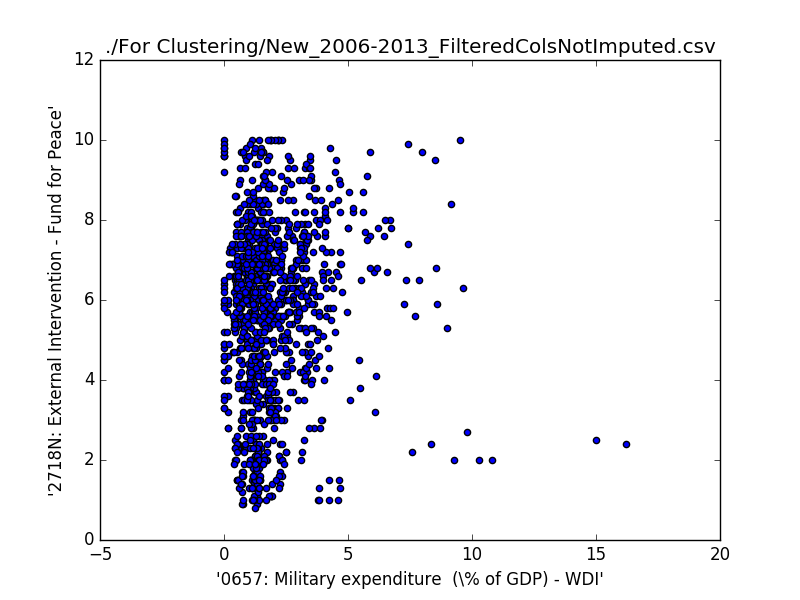 ./For Clustering/New_2006-2013_FilteredColsNotImputed.csv
12
10
8
6
4
2
0
'2718N: External Intervention - Fund for Peace'
−5 0 5 10 15 20
'0657: Military expenditure  (\% of GDP) - WDI'